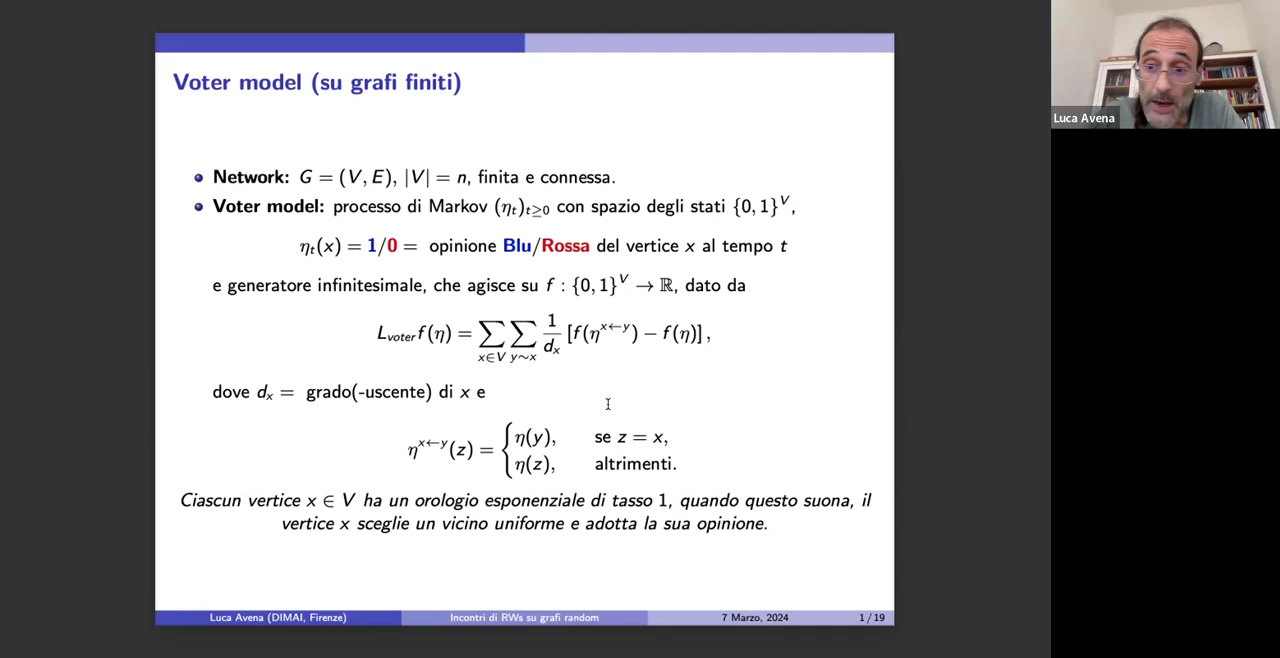 Voter model (su grafi finiti)
Luca Avena
Network: G = (V, E), |V| = n, finita e connessa.
Voter model: processo di Markov (ηₜ)ₜ≥₀ con spazio degli stati {0, 1}^V,
ηₜ(x) = 1/0 = opinione Blu/Rossa del vertice x al tempo t
e generatore infinitesimale, che agisce su f : {0, 1}^V → ℝ, dato da
L_voter f(η) = ∑_{x∈V} ∑_{y∼x} 1/d_x [f(η^{x←y}) − f(η)] ,
dove d_x = grado(-uscente) di x e
η^{x←y}(z) = { η(y), se z = x,
η(z), altrimenti.
Ciascun vertice x ∈ V ha un orologio esponenziale di tasso 1, quando questo suona, il
vertice x sceglie un vicino uniforme e adotta la sua opinione.
Luca Avena (DIMAI, Firenze) Incontri di RWs su grafi random 7 Marzo, 2024 1 / 19